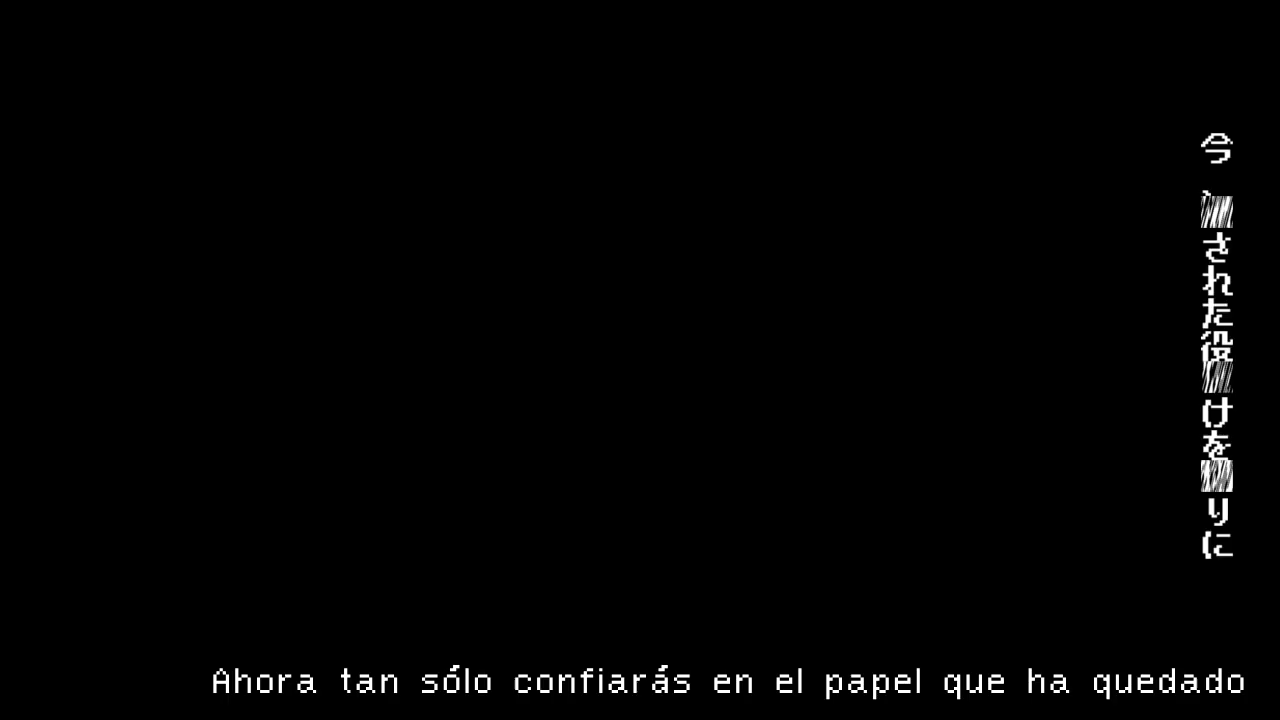 今、された役けをりに
Ahora tan sólo confiarás en el papel que ha quedado